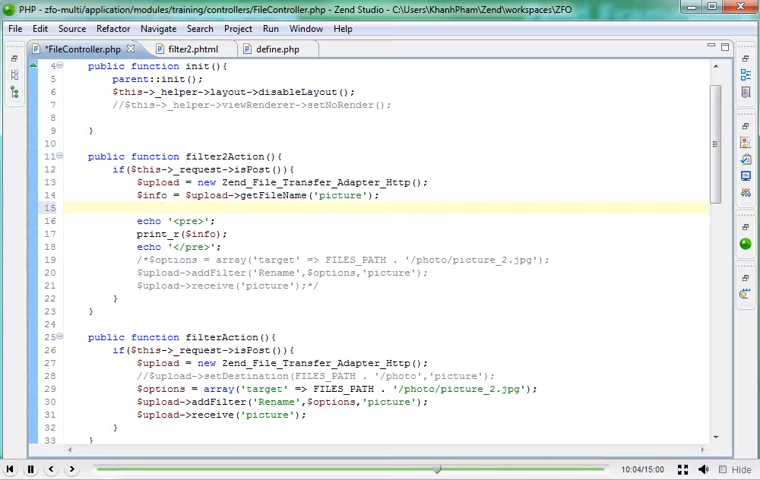 PHP - zfo-multi/application/modules/training/controllers/FileController.php - Zend Studio - C:\Users\KhanhPham\Zend\workspaces\ZFO
File Edit Source Refactor Navigate Search Project Run Window Help
*FileController.php filter2.phtml define.php
4 public function init(){
5 parent::init();
6 $this->_helper->layout->disableLayout();
7 //$this->_helper->viewRenderer->setNoRender();
8
9 }
10
11 public function filter2Action(){
12 if($this->_request->isPost()){
13 $upload = new Zend_File_Transfer_Adapter_Http();
14 $info = $upload->getFileName('picture');
15
16 echo '<pre>';
17 print_r($info);
18 echo '</pre>';
19 /*$options = array('target' => FILES_PATH . '/photo/picture_2.jpg');
20 $upload->addFilter('Rename',$options,'picture');
21 $upload->receive('picture');*/
22 }
23 }
24
25 public function filterAction(){
26 if($this->_request->isPost()){
27 $upload = new Zend_File_Transfer_Adapter_Http();
28 //$upload->setDestination(FILES_PATH . '/photo','picture');
29 $options = array('target' => FILES_PATH . '/photo/picture_2.jpg');
30 $upload->addFilter('Rename',$options,'picture');
31 $upload->receive('picture');
32 }
33 }
10:04/15:00 Hide